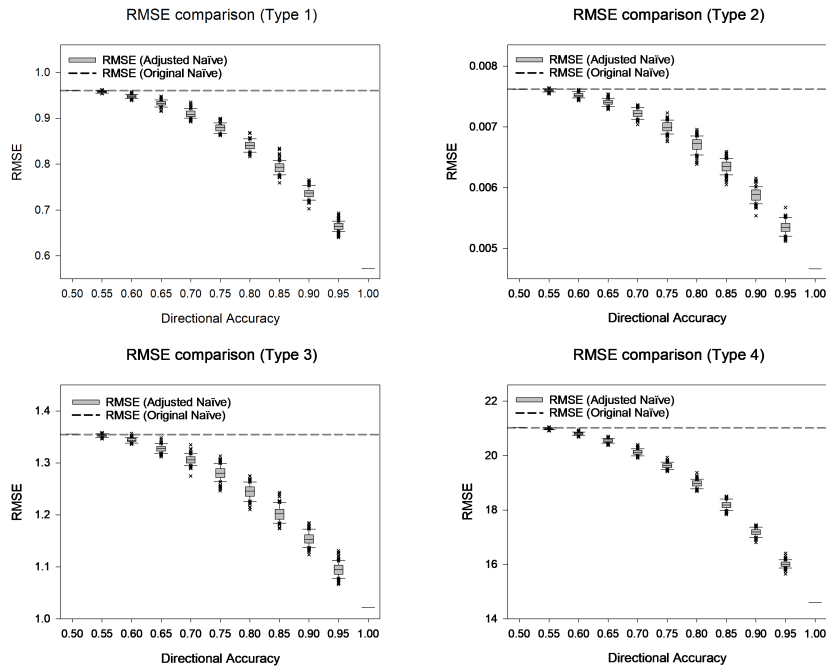 RMSE comparison (Type 1)
RMSE (Adjusted Naïve)
RMSE (Original Naïve)
1.0
0.9
0.8
0.7
0.6
RMSE
0.50 0.55 0.60 0.65 0.70 0.75 0.80 0.85 0.90 0.95 1.00
Directional Accuracy
RMSE comparison (Type 2)
RMSE (Adjusted Naïve)
RMSE (Original Naïve)
0.008
0.007
0.006
0.005
RMSE
0.50 0.55 0.60 0.65 0.70 0.75 0.80 0.85 0.90 0.95 1.00
Directional Accuracy
RMSE comparison (Type 3)
RMSE (Adjusted Naïve)
RMSE (Original Naïve)
1.4
1.3
1.2
1.1
1.0
RMSE
0.50 0.55 0.60 0.65 0.70 0.75 0.80 0.85 0.90 0.95 1.00
Directional Accuracy
RMSE comparison (Type 4)
RMSE (Adjusted Naïve)
RMSE (Original Naïve)
22
20
18
16
14
RMSE
0.50 0.55 0.60 0.65 0.70 0.75 0.80 0.85 0.90 0.95 1.00
Directional Accuracy